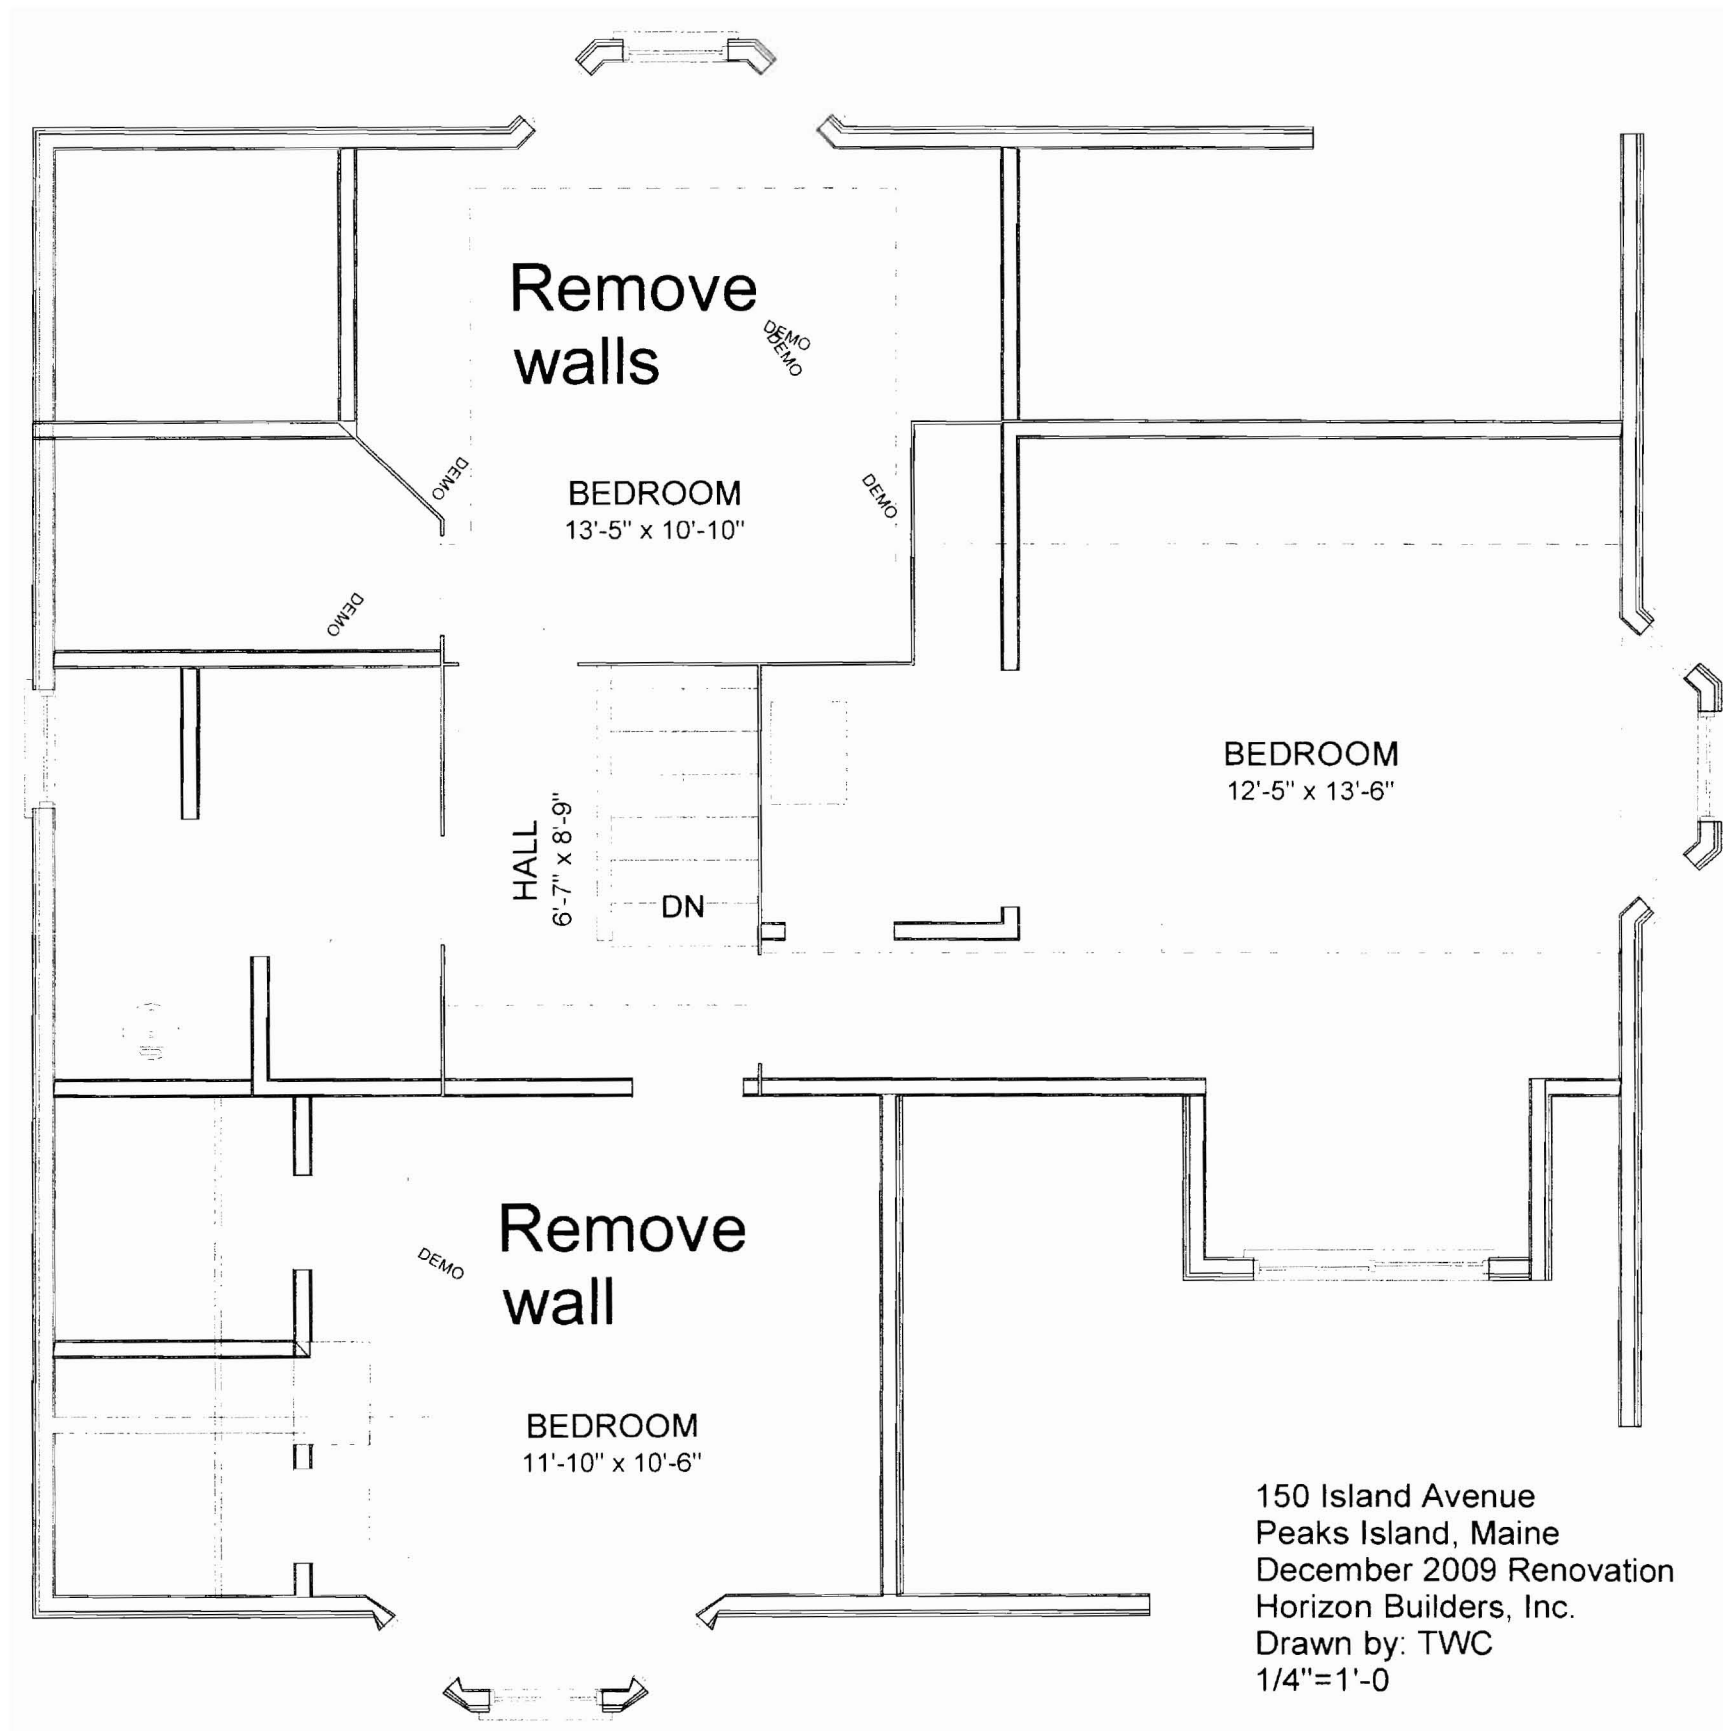 Remove
walls
DEMO
DEMO
DEMO
DEMO
BEDROOM
13'-5" x 10'-10"
DEMO
BEDROOM
12'-5" x 13'-6"
HALL
6'-7" x 8'-9"
DN
Remove
wall
DEMO
BEDROOM
11'-10" x 10'-6"
150 Island Avenue
Peaks Island, Maine
December 2009 Renovation
Horizon Builders, Inc.
Drawn by: TWC
1/4"=1'-0